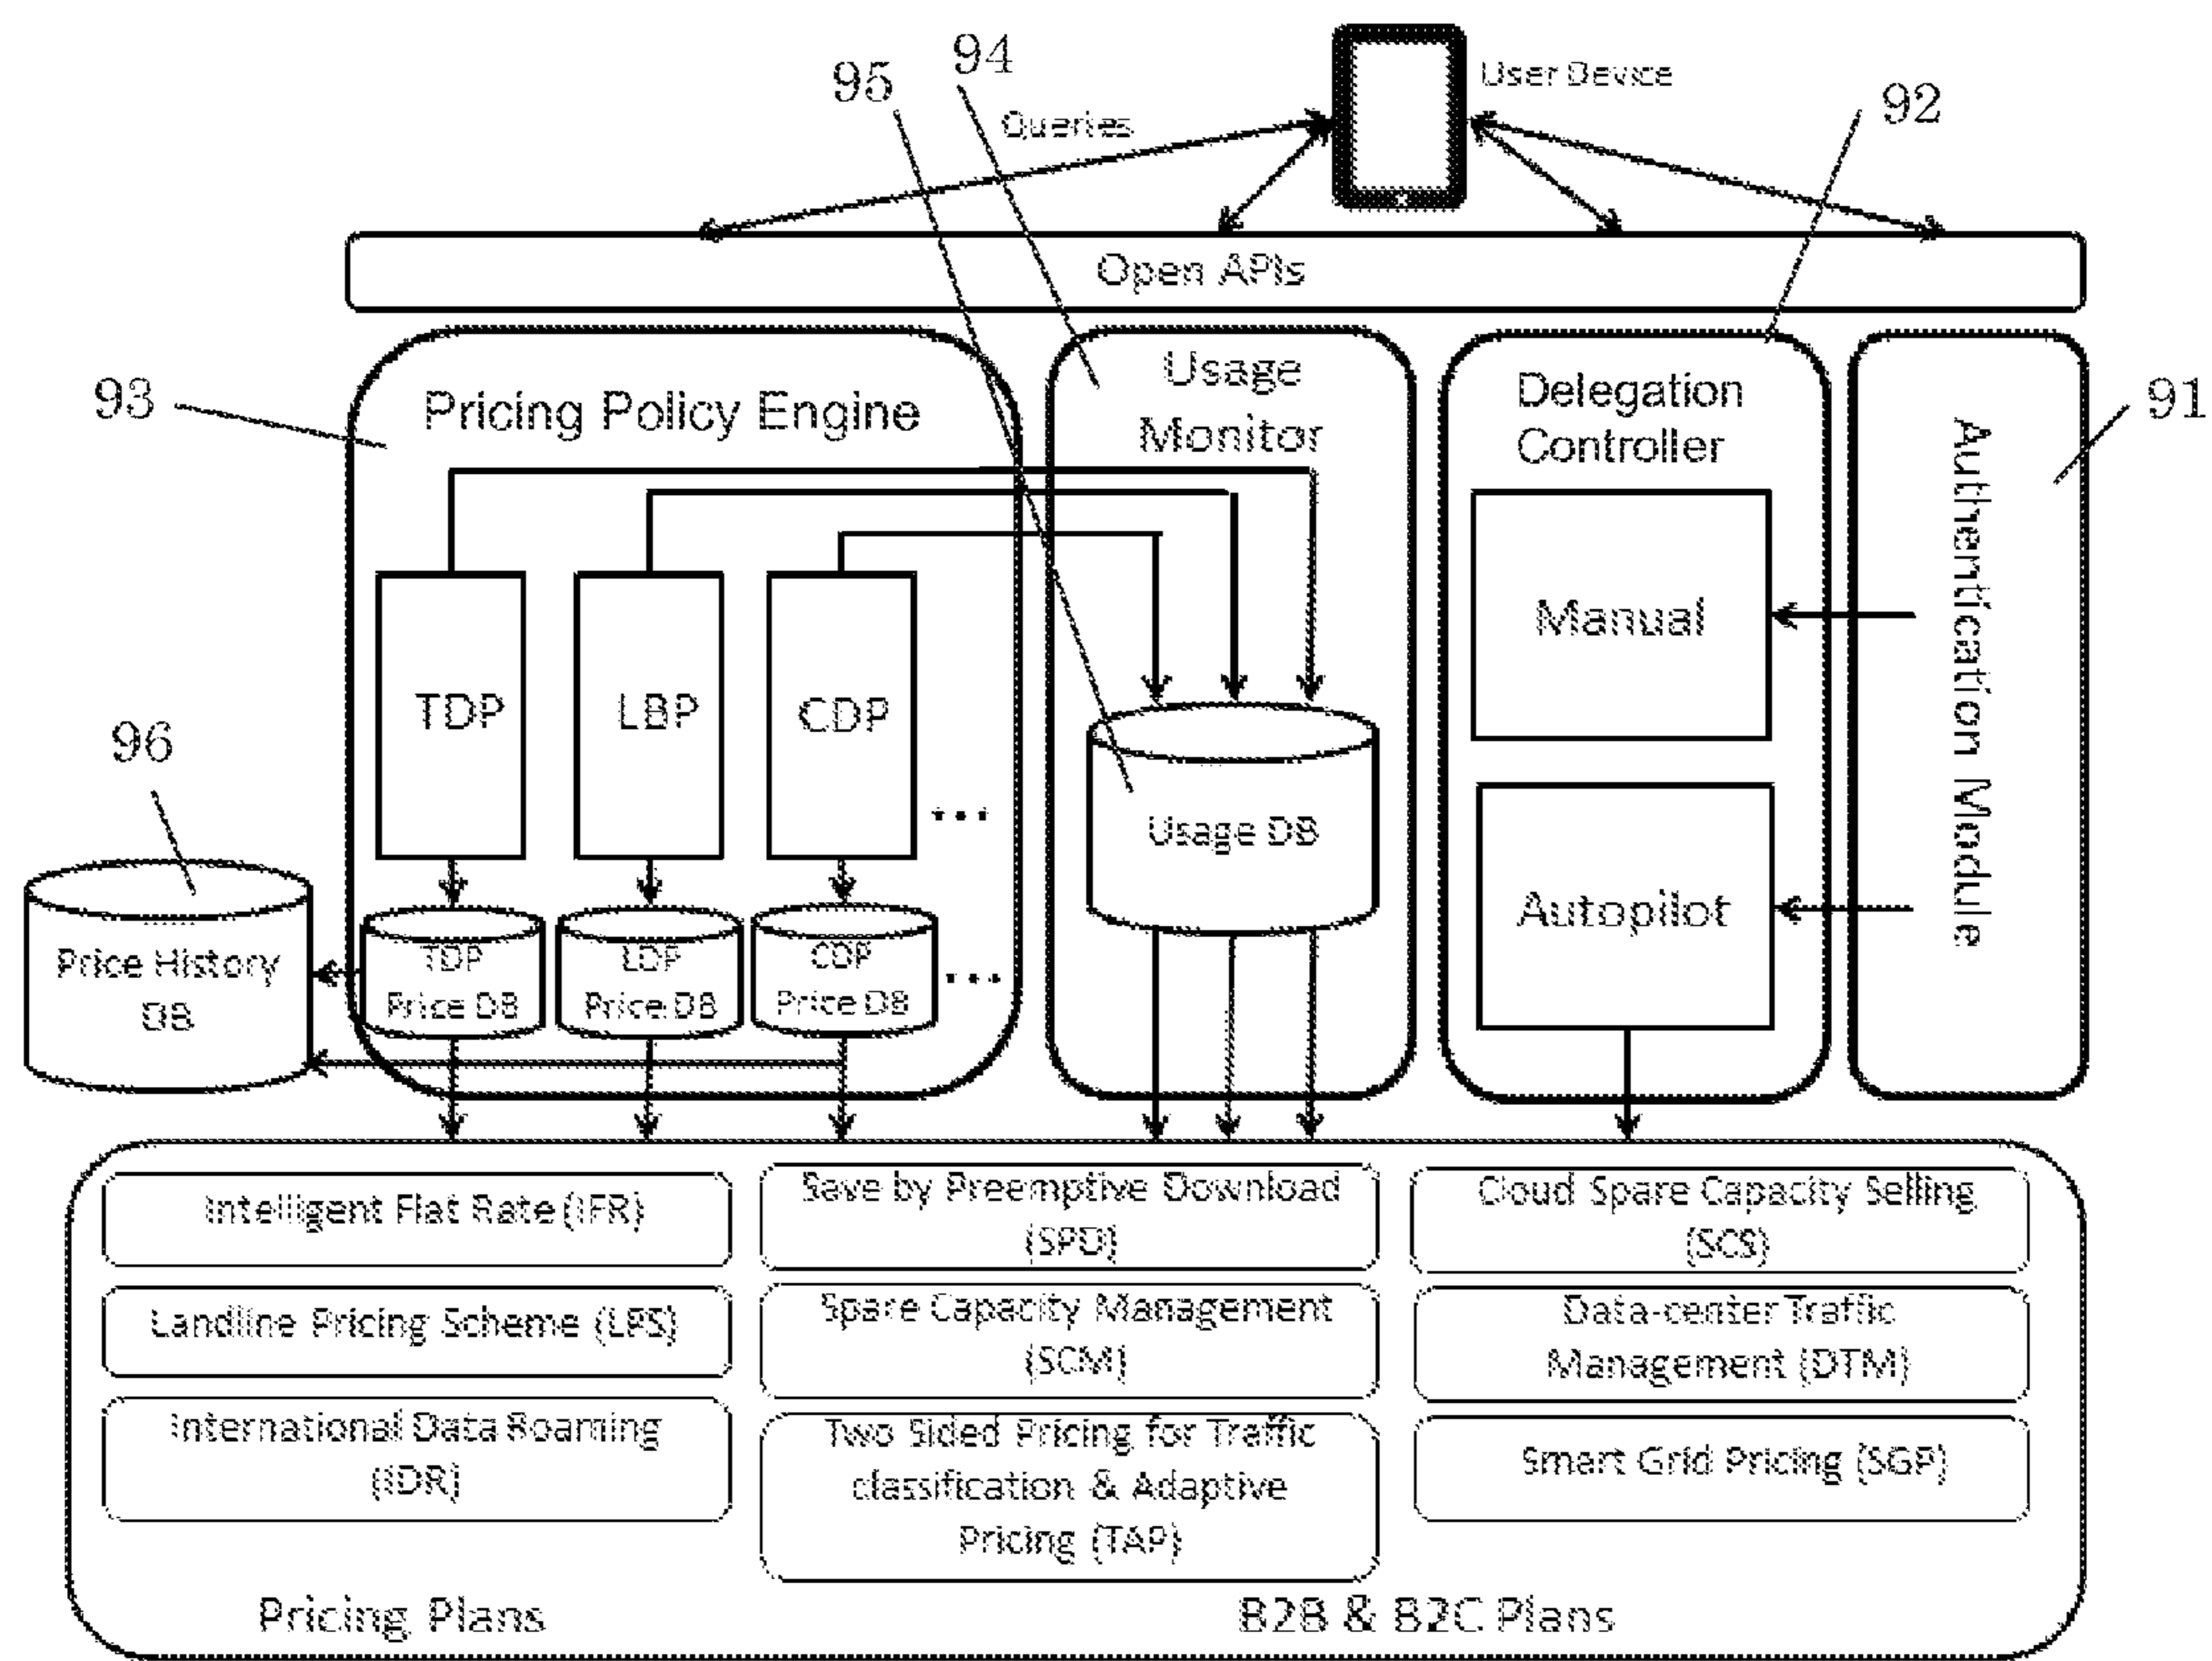 94
95
User Device
92
Queries
Open APIs
93
Pricing Policy Engine
Usage
Monitor
Delegation
Controller
91
Authentication Module
Manual
TDP
LBP
CDP
...
96
Usage DB
Autopilot
Price History
DB
TDP
Price DB
LDP
Price DB
CDP
Price DB
...
Intelligent Flat Rate (IFR)
Save by Preemptive Download
(SPD)
Cloud Spare Capacity Selling
(SCS)
Landline Pricing Scheme (LPS)
Spare Capacity Management
(SCM)
Data-center Traffic
Management (DTM)
International Data Roaming
(IDR)
Two Sided Pricing for Traffic
classification & Adaptive
Pricing (TAP)
Smart Grid Pricing (SGP)
Pricing Plans
B2B & B2C Plans